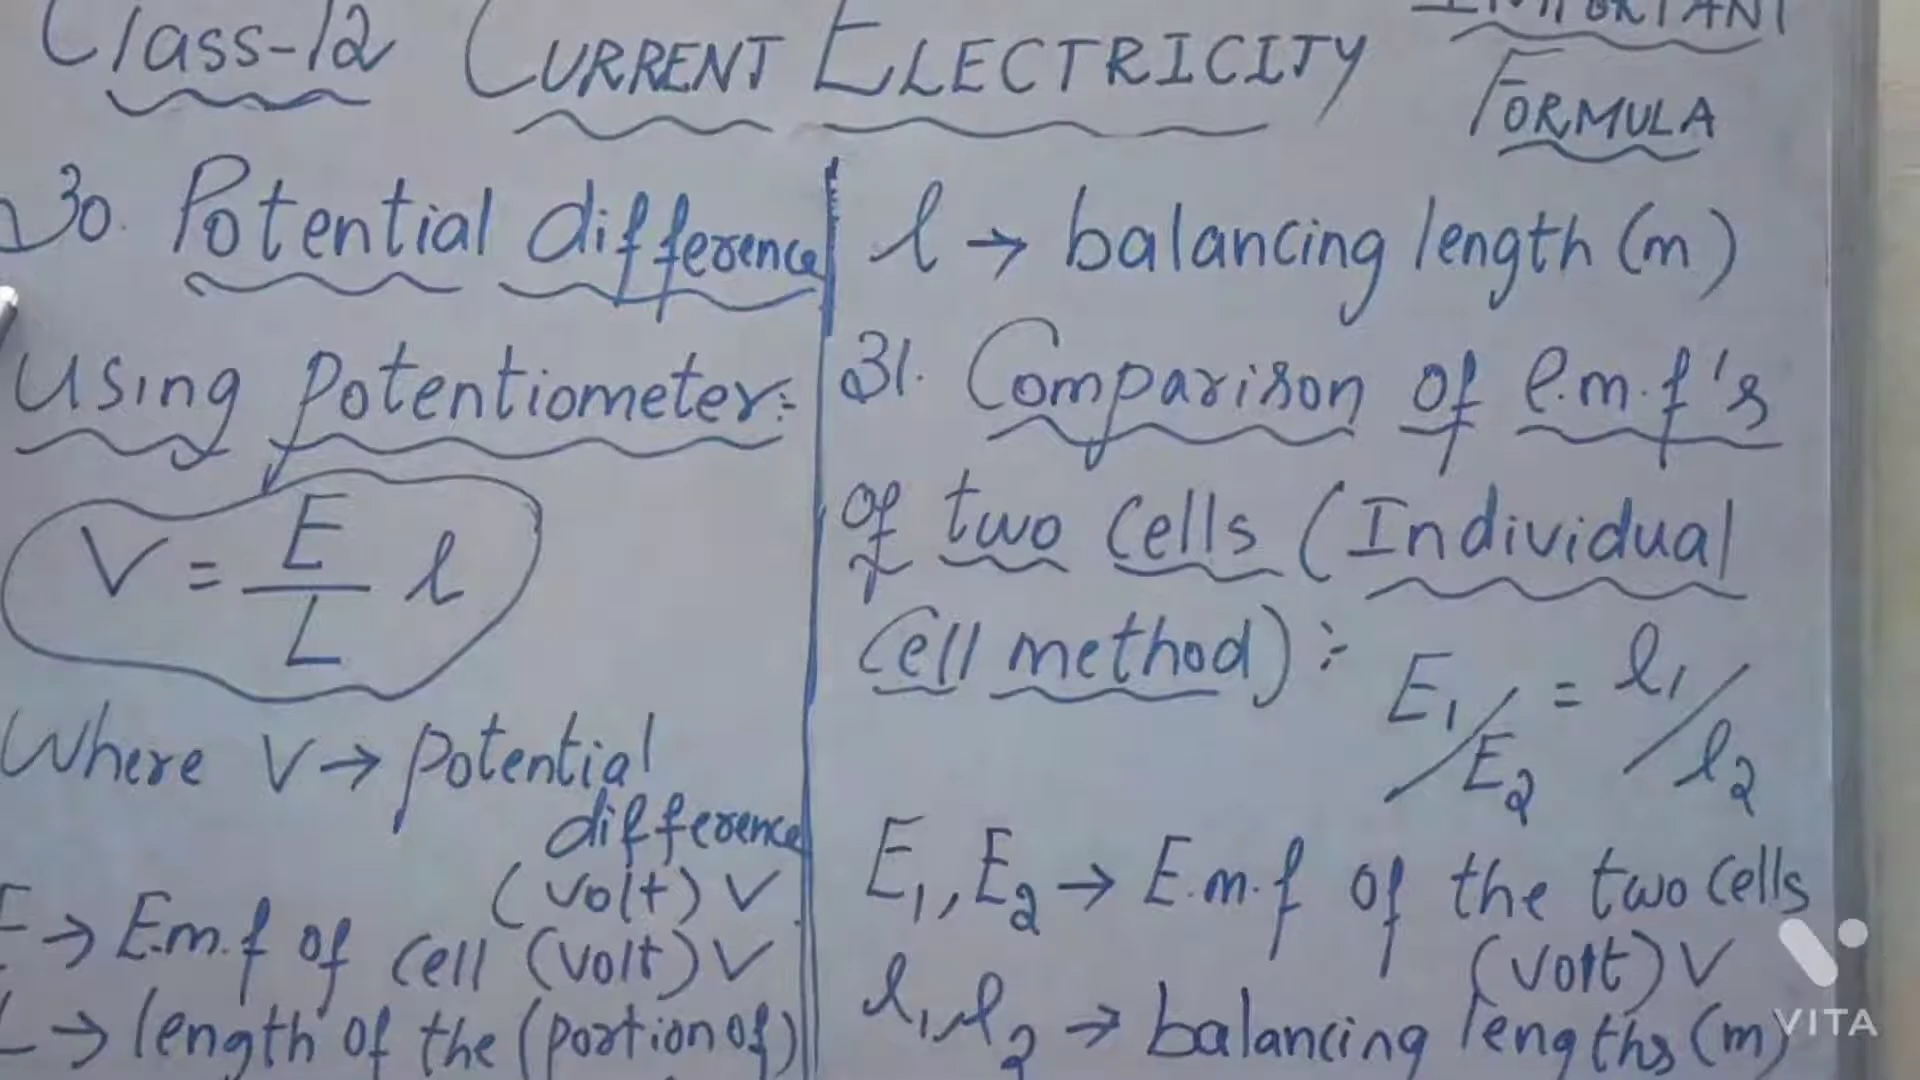 Class-12 CURRENT ELECTRICITY IMPORTANT
FORMULA
30. Potential difference
Using potentiometer:-
V = E/L l
Where V → potential
difference
(volt) V
E → E.m.f of cell (volt) V
L → length of the (portion of)
l → balancing length (m)
31. Comparison of e.m.f's
of two cells (Individual
cell method) :-
E1/E2 = l1/l2
E1, E2 → E.m.f of the two cells
(volt) V
l1, l2 → balancing lengths (m)
VITA